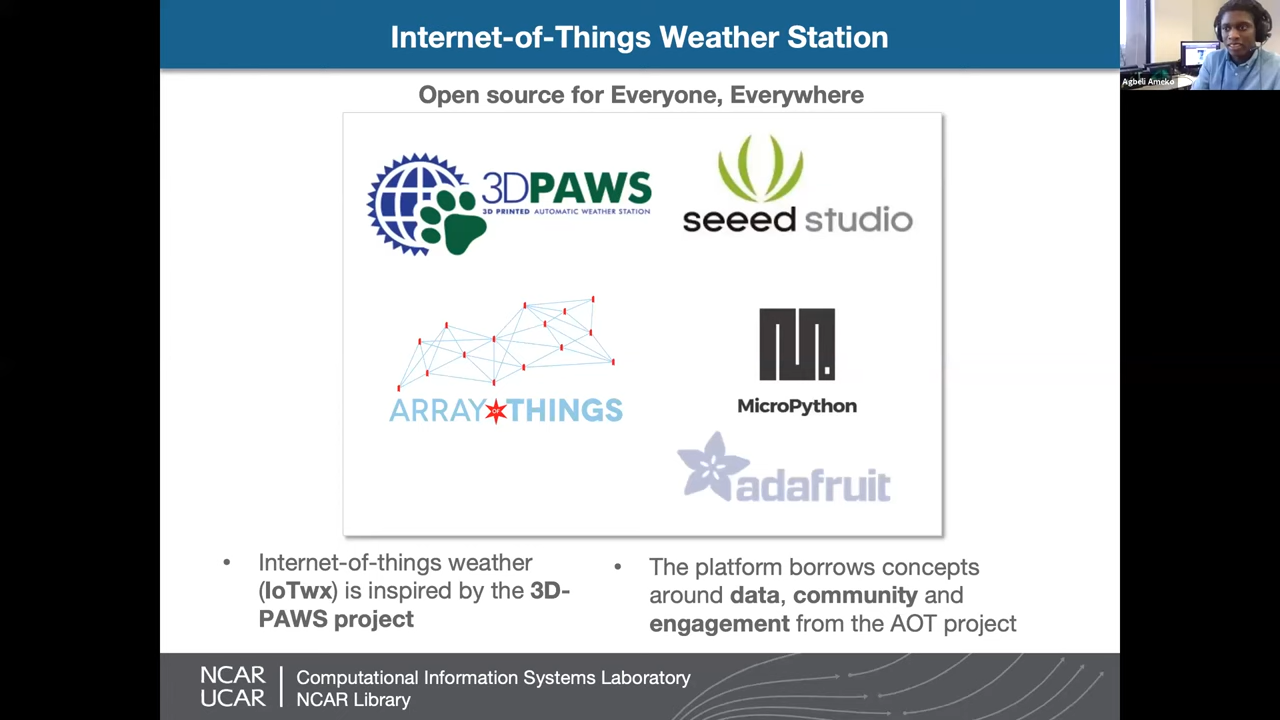 Internet-of-Things Weather Station
Agbeli Ameko
Open source for Everyone, Everywhere
3DPAWS
3D PRINTED AUTOMATIC WEATHER STATION
seeed studio
ARRAY OF THINGS
MicroPython
adafruit
• Internet-of-things weather
(IoTwx) is inspired by the 3D-
PAWS project
• The platform borrows concepts
around data, community and
engagement from the AOT project
NCAR
UCAR
Computational Information Systems Laboratory
NCAR Library